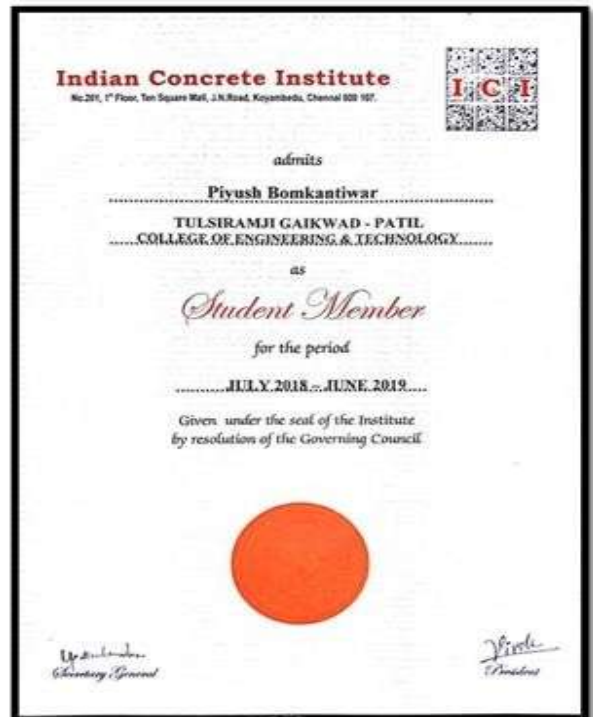 Indian Concrete Institute
No.201, 1st Floor, Ten Square Mall, J.N.Road, Koyambedu, Chennai 600 107.
I C I
admits
Piyush Bomkantiwar
TULSIRAMJI GAIKWAD - PATIL
COLLEGE OF ENGINEERING & TECHNOLOGY
as
Student Member
for the period
JULY 2018 – JUNE 2019
Given under the seal of the Institute
by resolution of the Governing Council
Secretary General
President